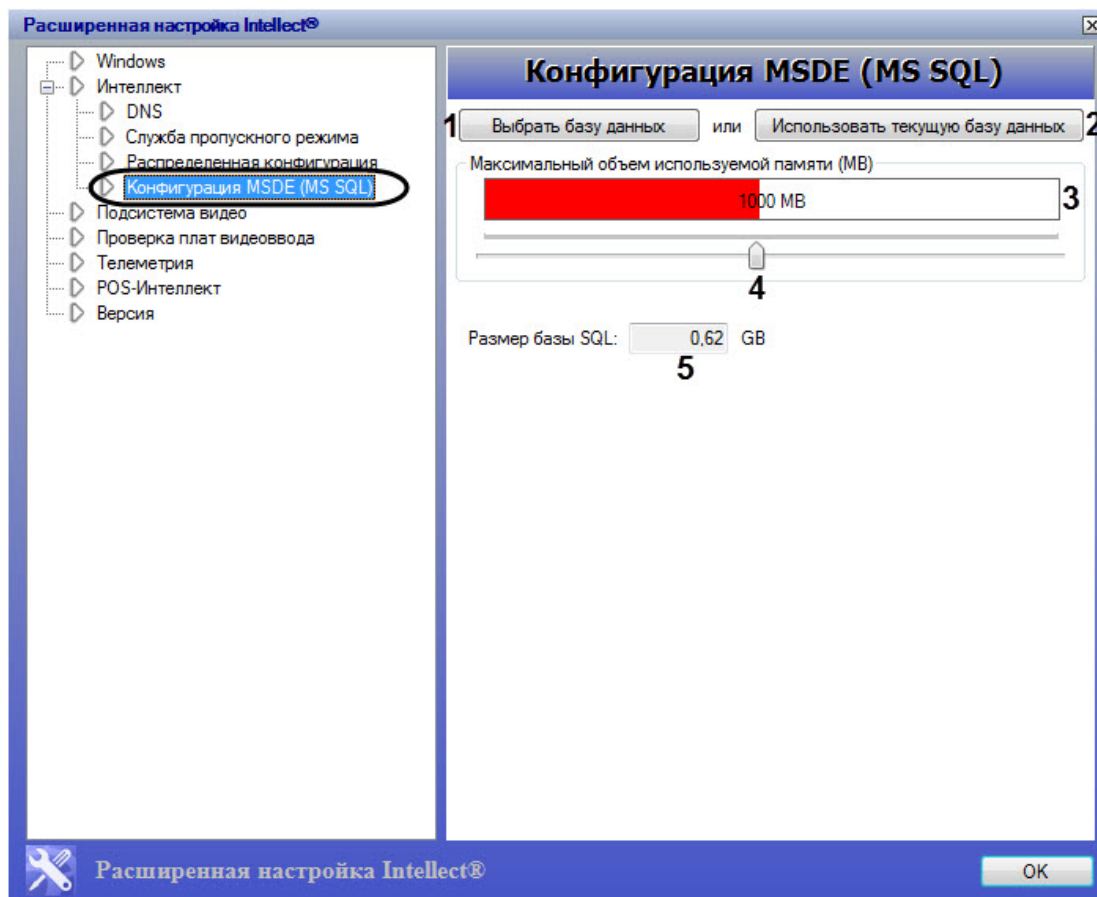 Расширенная настройка Intellect®
Windows
Интеллект
DNS
Служба пропускного режима
Распределенная конфигурация
Конфигурация MSDE (MS SQL)
Подсистема видео
Проверка плат видеоввода
Телеметрия
POS-Интеллект
Версия
Конфигурация MSDE (MS SQL)
1 Выбрать базу данных или Использовать текущую базу данных 2
Максимальный объем используемой памяти (MB)
1000 MB 3
4
Размер базы SQL: 0,62 GB
5
Расширенная настройка Intellect®
OK